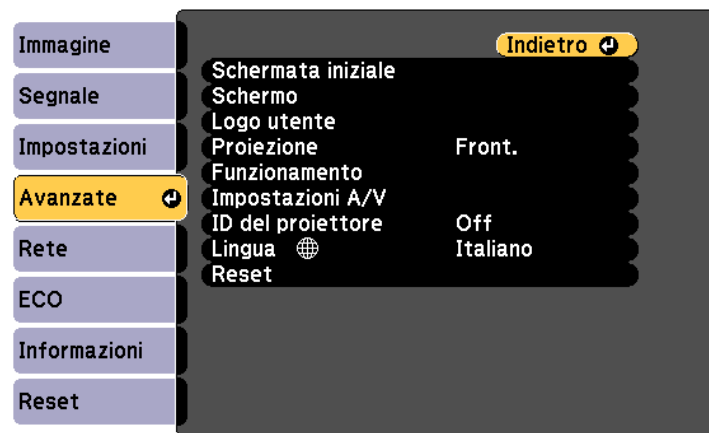 Immagine
Segnale
Impostazioni
Avanzate
Rete
ECO
Informazioni
Reset
Indietro
Schermata iniziale
Schermo
Logo utente
Proiezione Front.
Funzionamento
Impostazioni A/V
ID del proiettore Off
Lingua Italiano
Reset